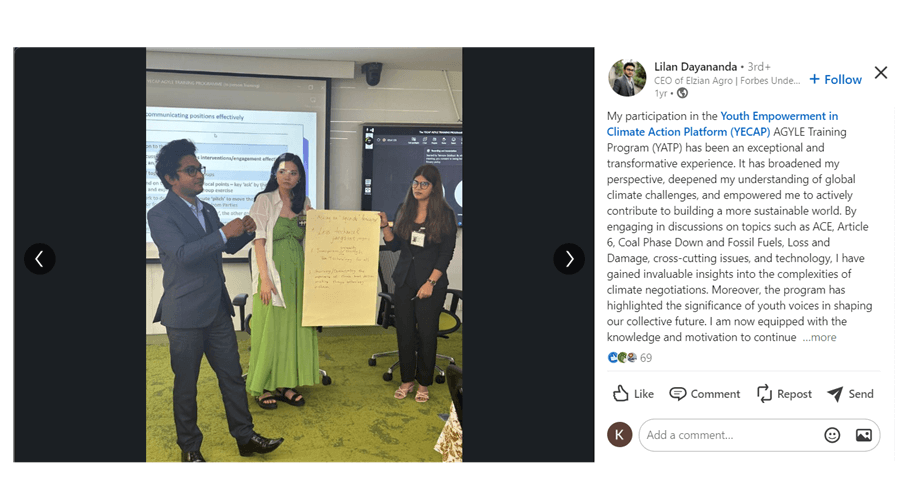 communicating positions effectively
Lilan Dayananda • 3rd+
CEO of Elzian Agro | Forbes Unde...
1yr •
+ Follow
My participation in the Youth Empowerment in
Climate Action Platform (YECAP) AGYLE Training
Program (YATP) has been an exceptional and
transformative experience. It has broadened my
perspective, deepened my understanding of global
climate challenges, and empowered me to actively
contribute to building a more sustainable world. By
engaging in discussions on topics such as ACE, Article
6, Coal Phase Down and Fossil Fuels, Loss and
Damage, cross-cutting issues, and technology, I have
gained invaluable insights into the complexities of
climate negotiations. Moreover, the program has
highlighted the significance of youth voices in shaping
our collective future. I am now equipped with the
knowledge and motivation to continue ...more
69
Like
Comment
Repost
Send
K
Add a comment...